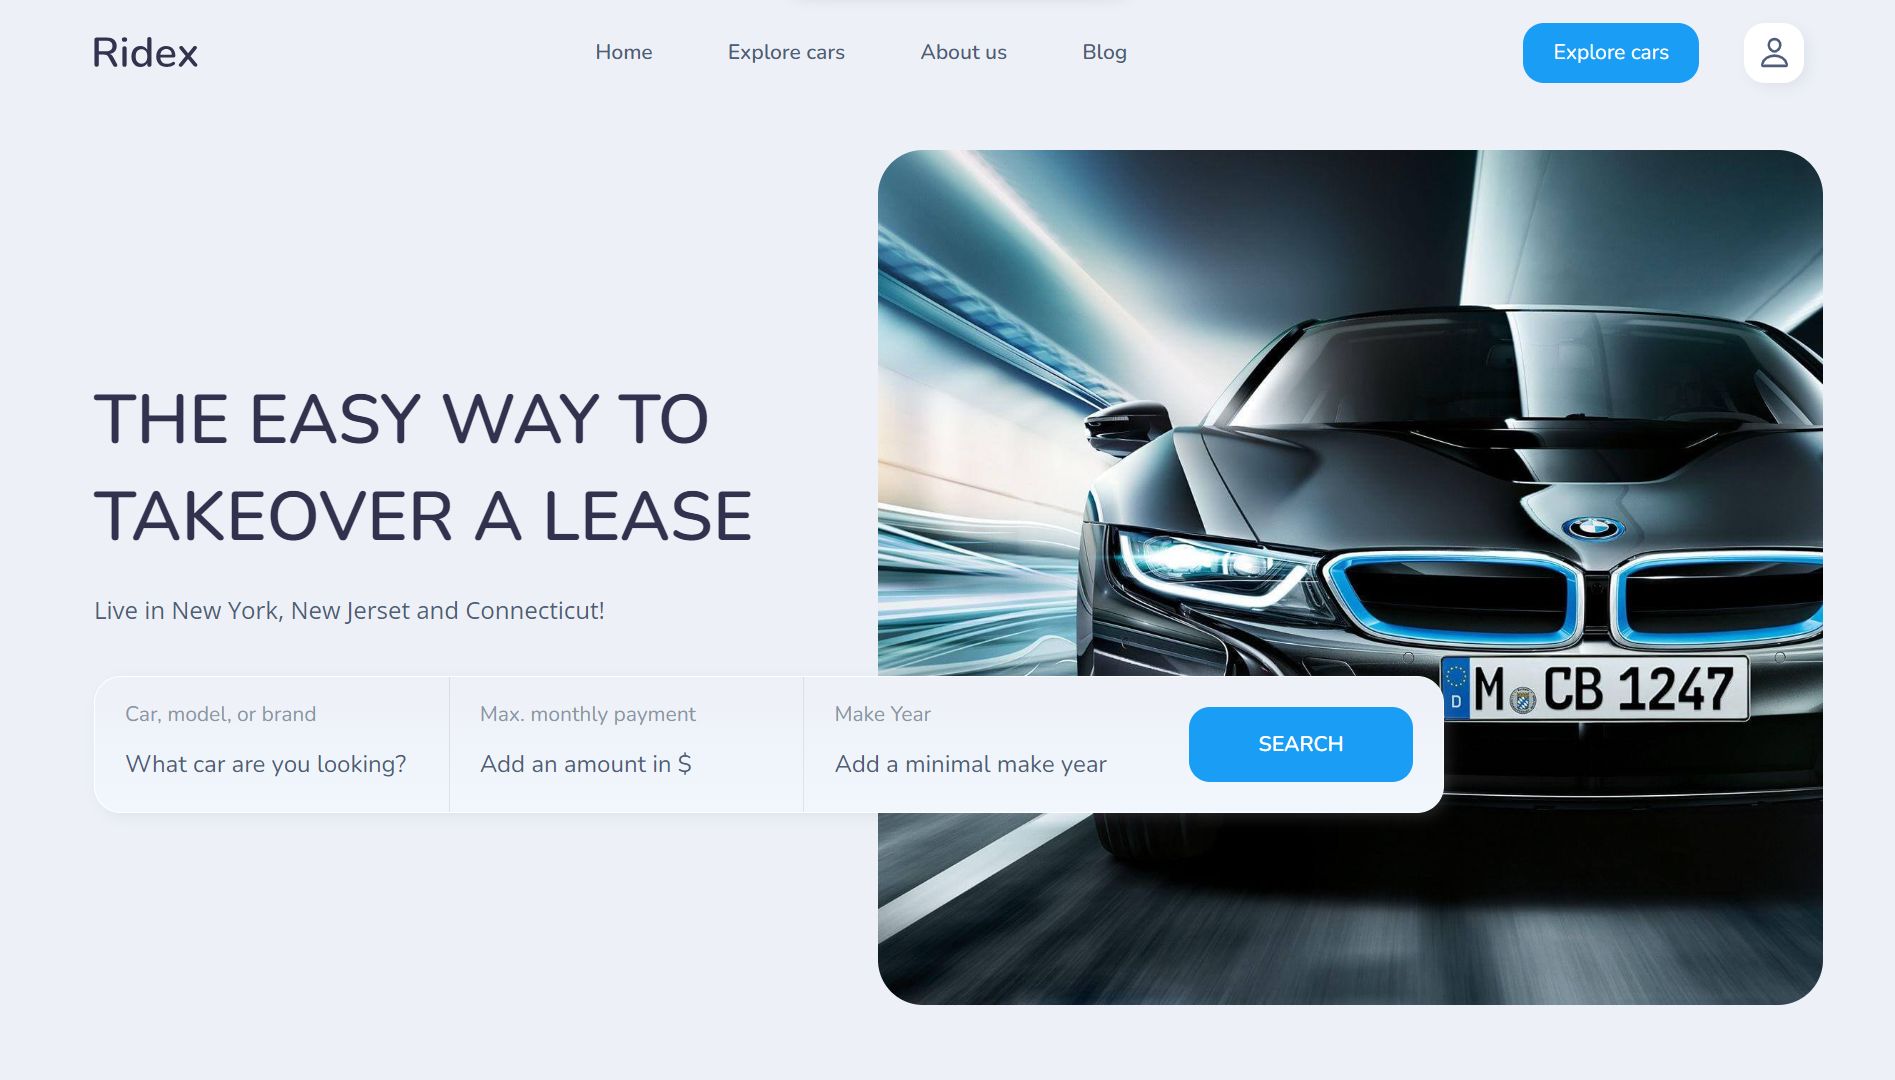 Ridex
Home
Explore cars
About us
Blog
Explore cars
THE EASY WAY TO
TAKEOVER A LEASE
Live in New York, New Jerset and Connecticut!
Car, model, or brand
What car are you looking?
Max. monthly payment
Add an amount in $
Make Year
Add a minimal make year
SEARCH
D M CB 1247